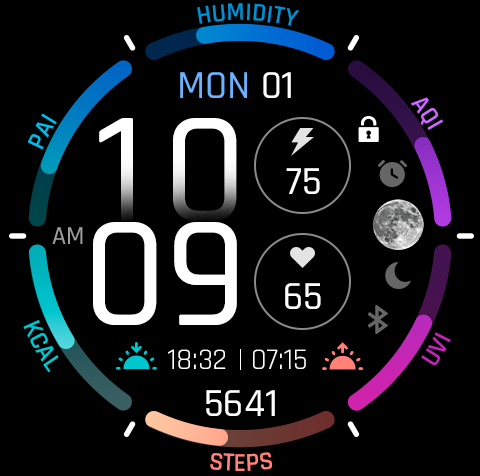 HUMIDITY
MON 01
PAI
AQI
10
75
AM
09
65
KCAL
UVI
18:32 | 07:15
5641
STEPS